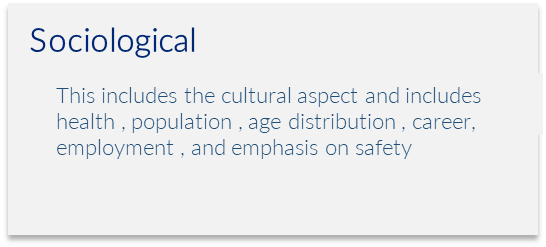 Sociological
This includes the cultural aspect and includes
health , population , age distribution , career,
employment , and emphasis on safety